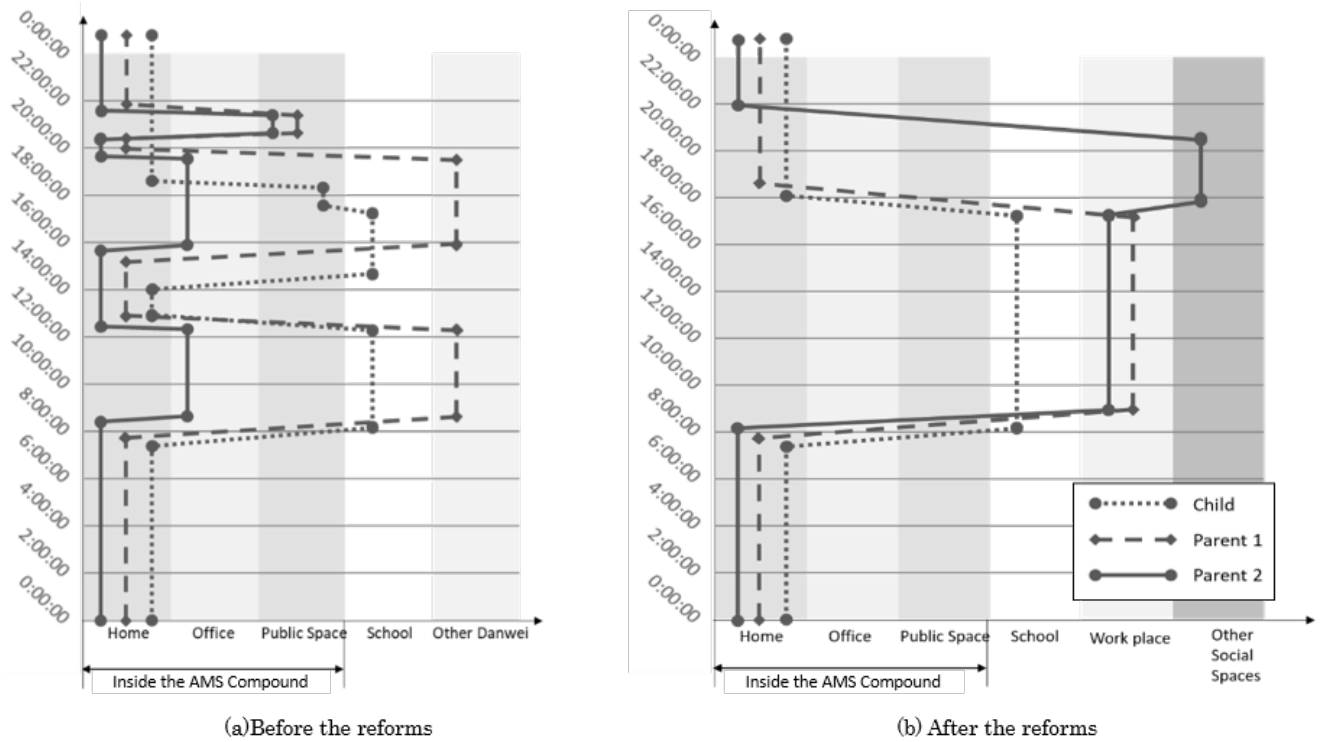 0:00:00
22:00:00
20:00:00
18:00:00
16:00:00
14:00:00
12:00:00
10:00:00
8:00:00
6:00:00
4:00:00
2:00:00
0:00:00
Home Office Public Space School Other Danwei
Inside the AMS Compound
(a)Before the reforms
0:00:00
22:00:00
20:00:00
18:00:00
16:00:00
14:00:00
12:00:00
10:00:00
8:00:00
6:00:00
4:00:00
2:00:00
0:00:00
Child
Parent 1
Parent 2
Home Office Public Space School Work place Other
Social
Spaces
Inside the AMS Compound
(b) After the reforms